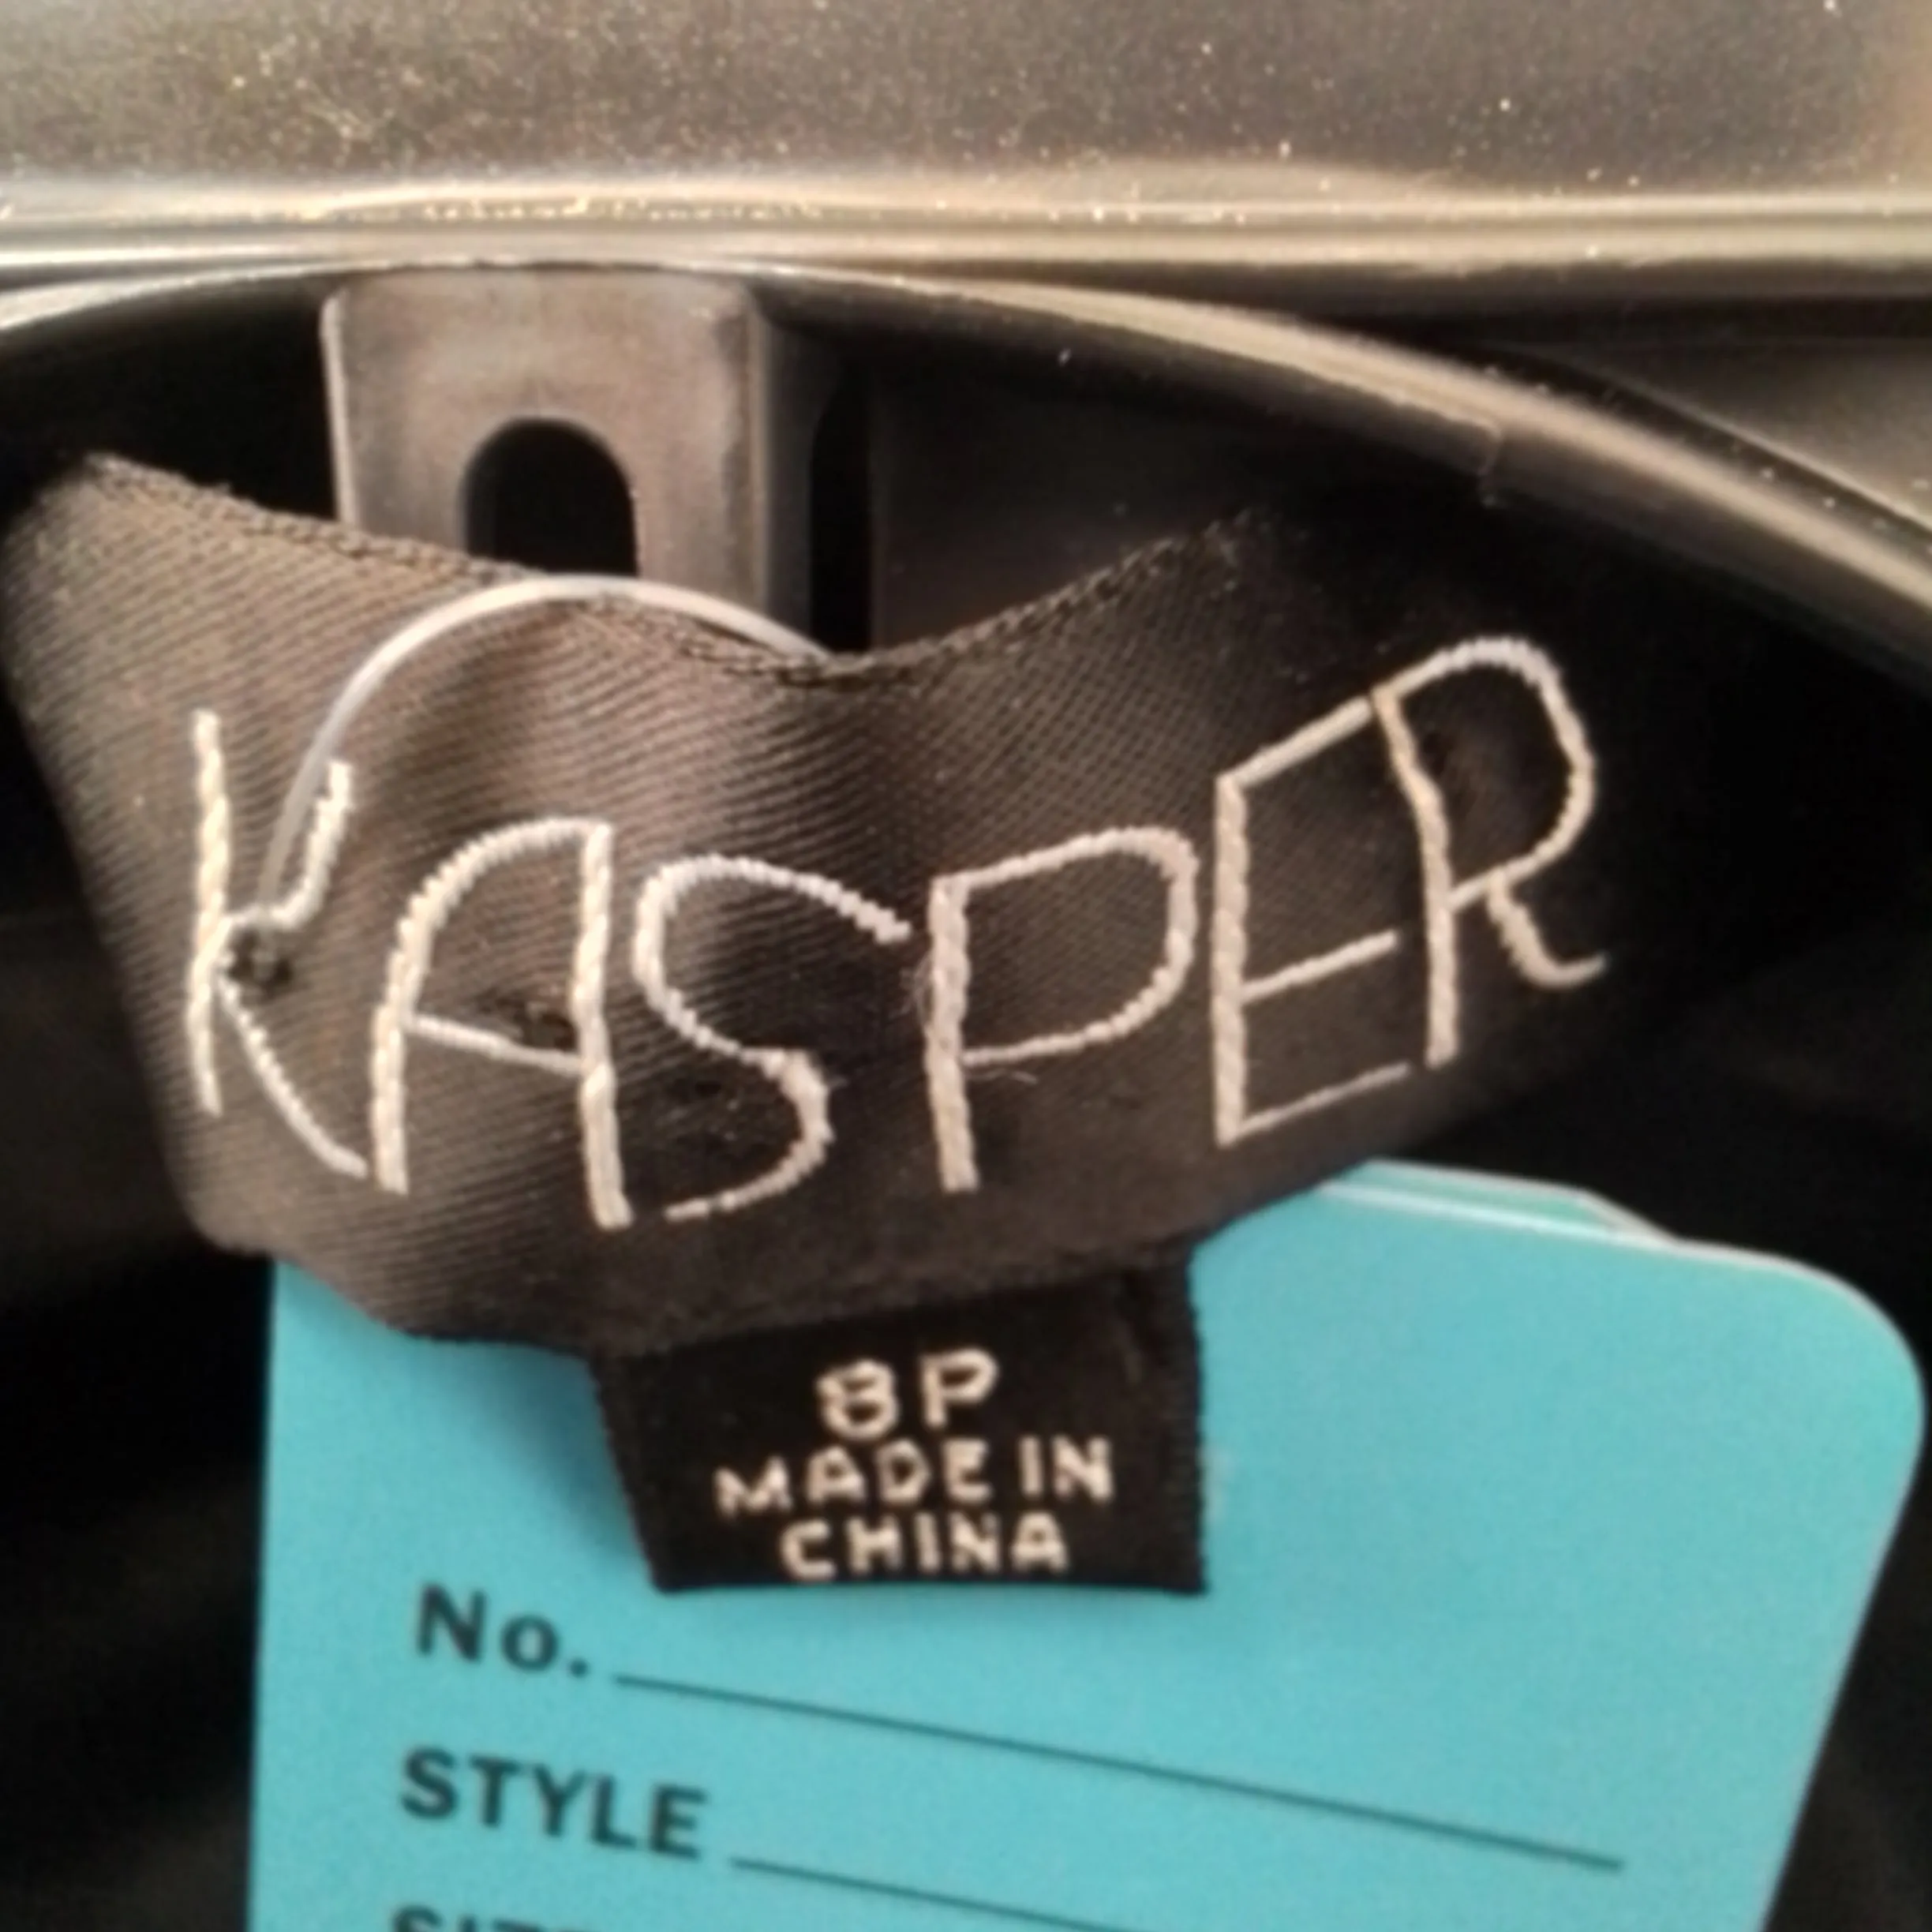 KASPER
8P
MADE IN
CHINA
No.
STYLE